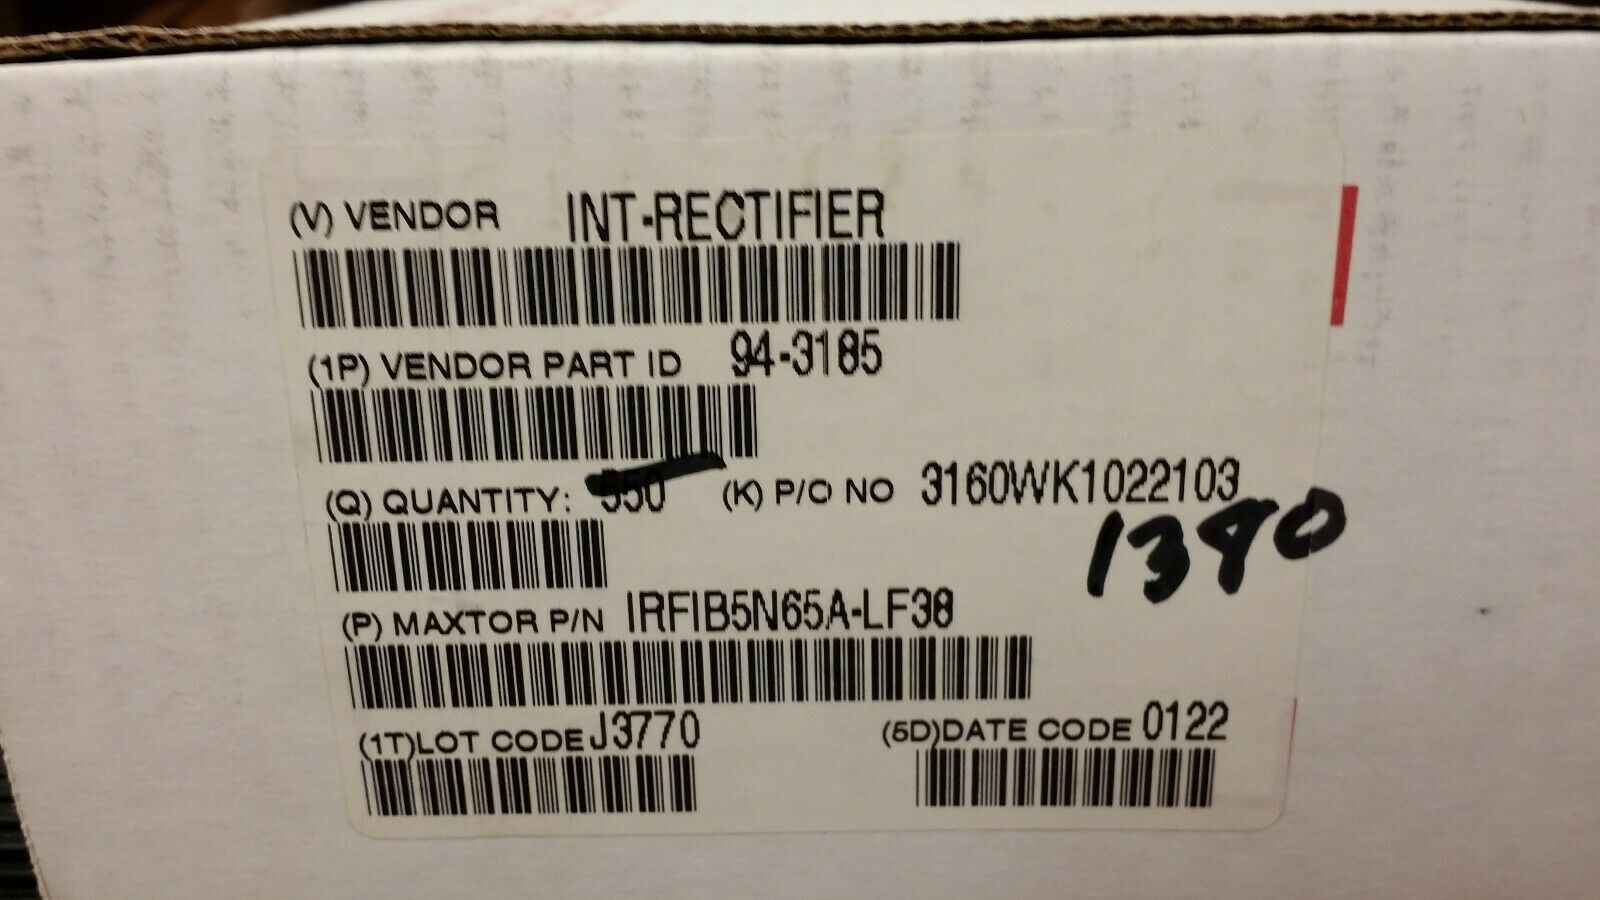 (V) VENDOR INT-RECTIFIER
(1P) VENDOR PART ID 94-3185
(Q) QUANTITY: 550 (K) P/O NO 3160WK1022103
1390
(P) MAXTOR P/N IRFIB5N65A-LF38
(1T)LOT CODE J3770 (5D)DATE CODE 0122